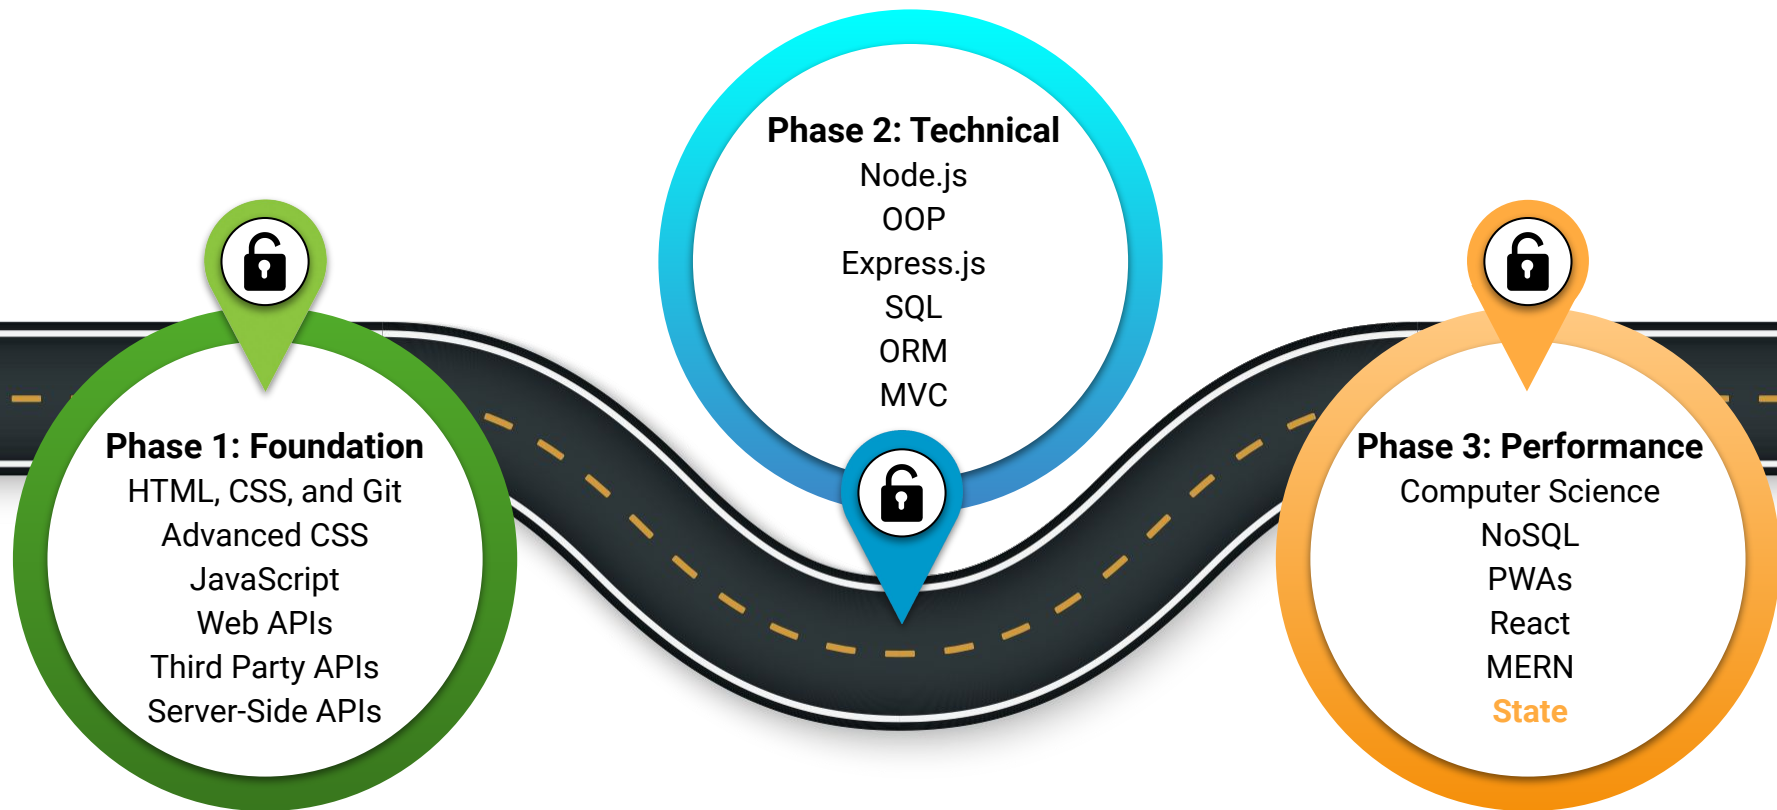 Phase 1: Foundation
HTML, CSS, and Git
Advanced CSS
JavaScript
Web APIs
Third Party APIs
Server-Side APIs
Phase 2: Technical
Node.js
OOP
Express.js
SQL
ORM
MVC
Phase 3: Performance
Computer Science
NoSQL
PWAs
React
MERN
State